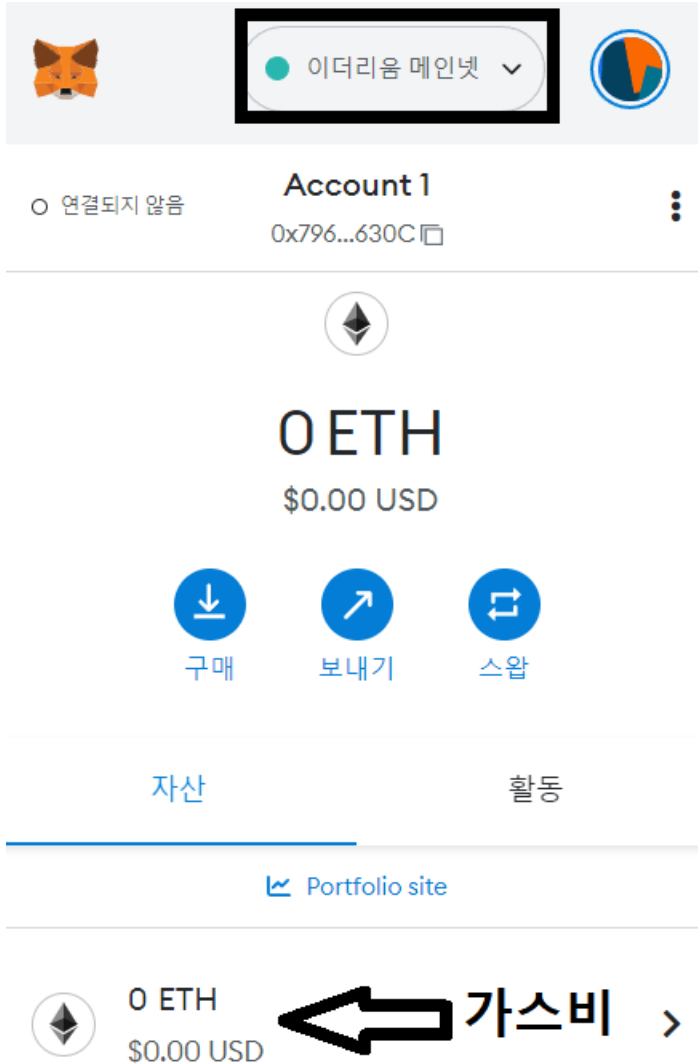 이더리움 메인넷
연결되지 않음
Account 1
0x796...630C
0 ETH
$0.00 USD
구매
보내기
스왑
자산
활동
Portfolio site
0 ETH
가스비
$0.00 USD